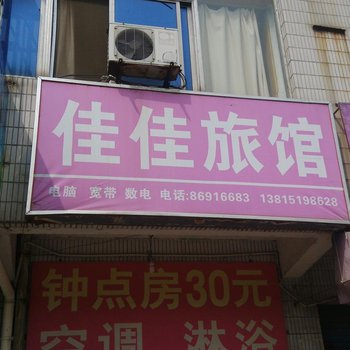 佳佳旅馆
电脑 宽带 数电 电话:86916683 13815198628
钟点房30元
空调 淋浴